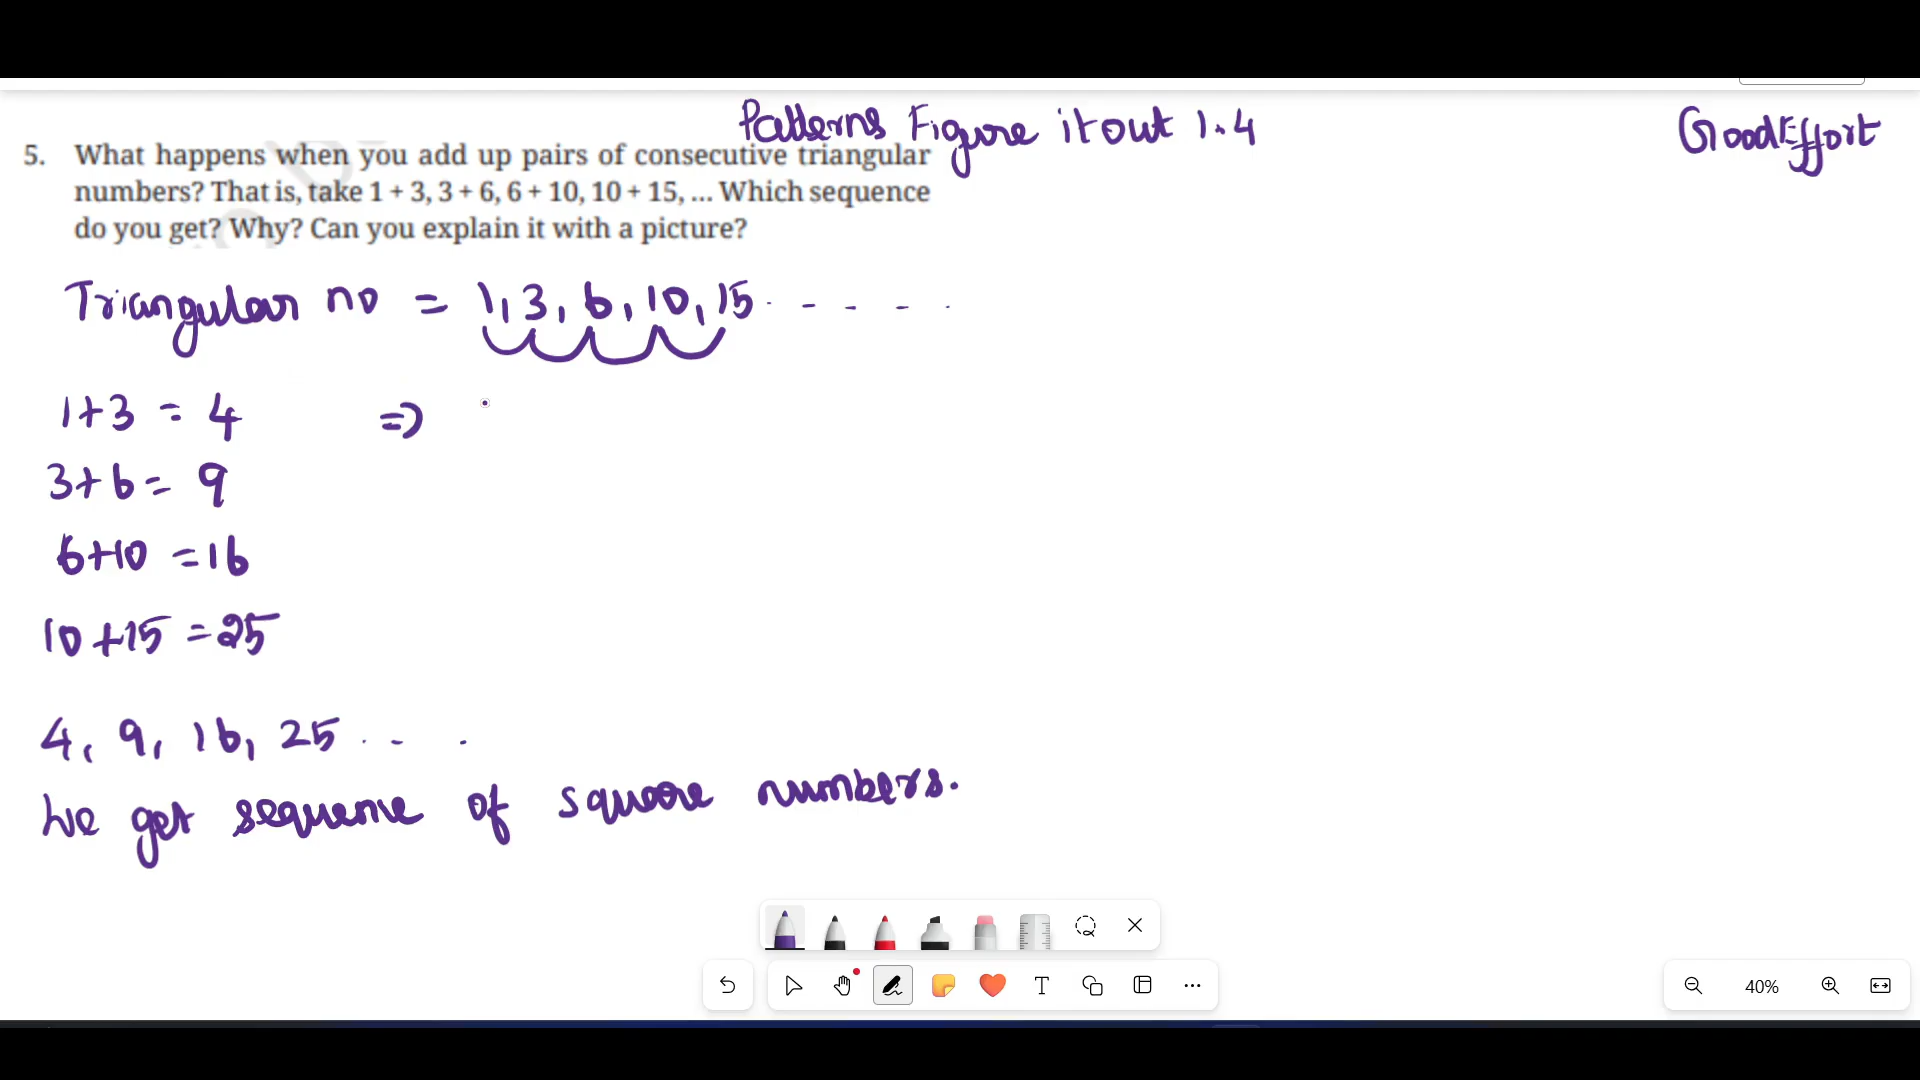 Patterns Figure it out 1.4
GoodEffort
5. What happens when you add up pairs of consecutive triangular
numbers? That is, take 1 + 3, 3 + 6, 6 + 10, 10 + 15, ... Which sequence
do you get? Why? Can you explain it with a picture?
Triangular no = 1, 3, 6, 10, 15 - - - - -
1+3 = 4 =>
3+6 = 9
6+10 = 16
10+15 = 25
4, 9, 16, 25 - - -
We get sequence of square numbers.
40%